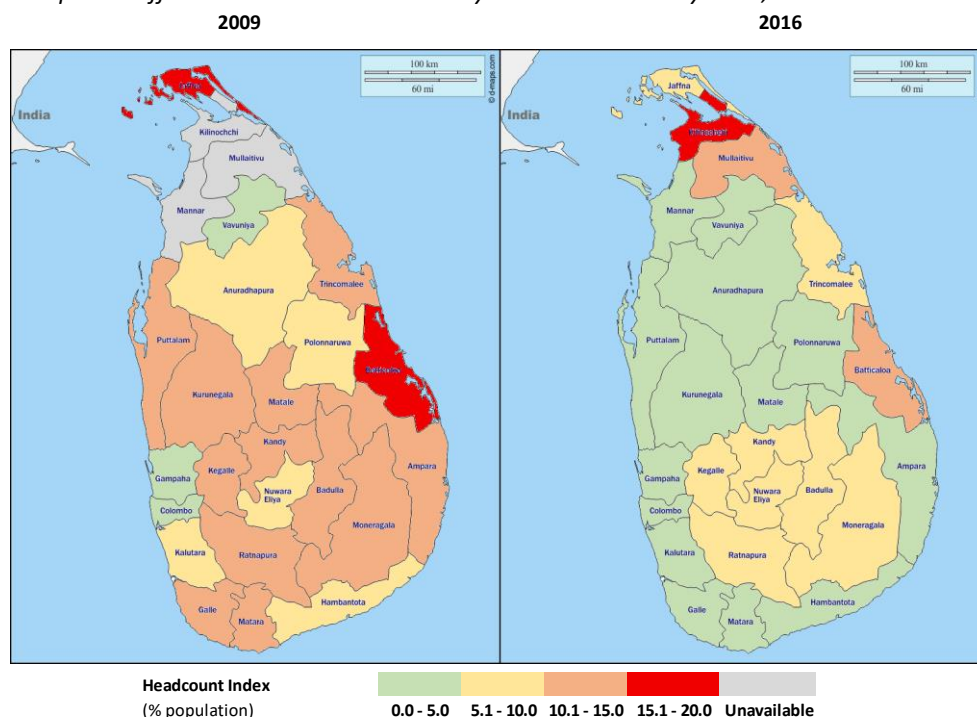 2009
2016
100 km
60 mi
© d-maps.com
India
Kilinochchi
Mullaitivu
Mannar
Vavuniya
Anuradhapura
Trincomalee
Puttalam
Polonnaruwa
Kurunegala
Matale
Kandy
Kegalle
Gampaha
Nuwara
Eliya
Badulla
Ampara
Colombo
Moneragala
Kalutara
Ratnapura
Hambantota
Galle
Matara
100 km
60 mi
India
Jaffna
Mullaitivu
Mannar
Vavuniya
Anuradhapura
Trincomalee
Puttalam
Polonnaruwa
Batticaloa
Kurunegala
Matale
Kandy
Kegalle
Gampaha
Nuwara
Eliya
Badulla
Ampara
Colombo
Moneragala
Kalutara
Ratnapura
Hambantota
Galle
Matara
Headcount Index
(% population)
0.0 - 5.0 5.1 - 10.0 10.1 - 15.0 15.1 - 20.0 Unavailable